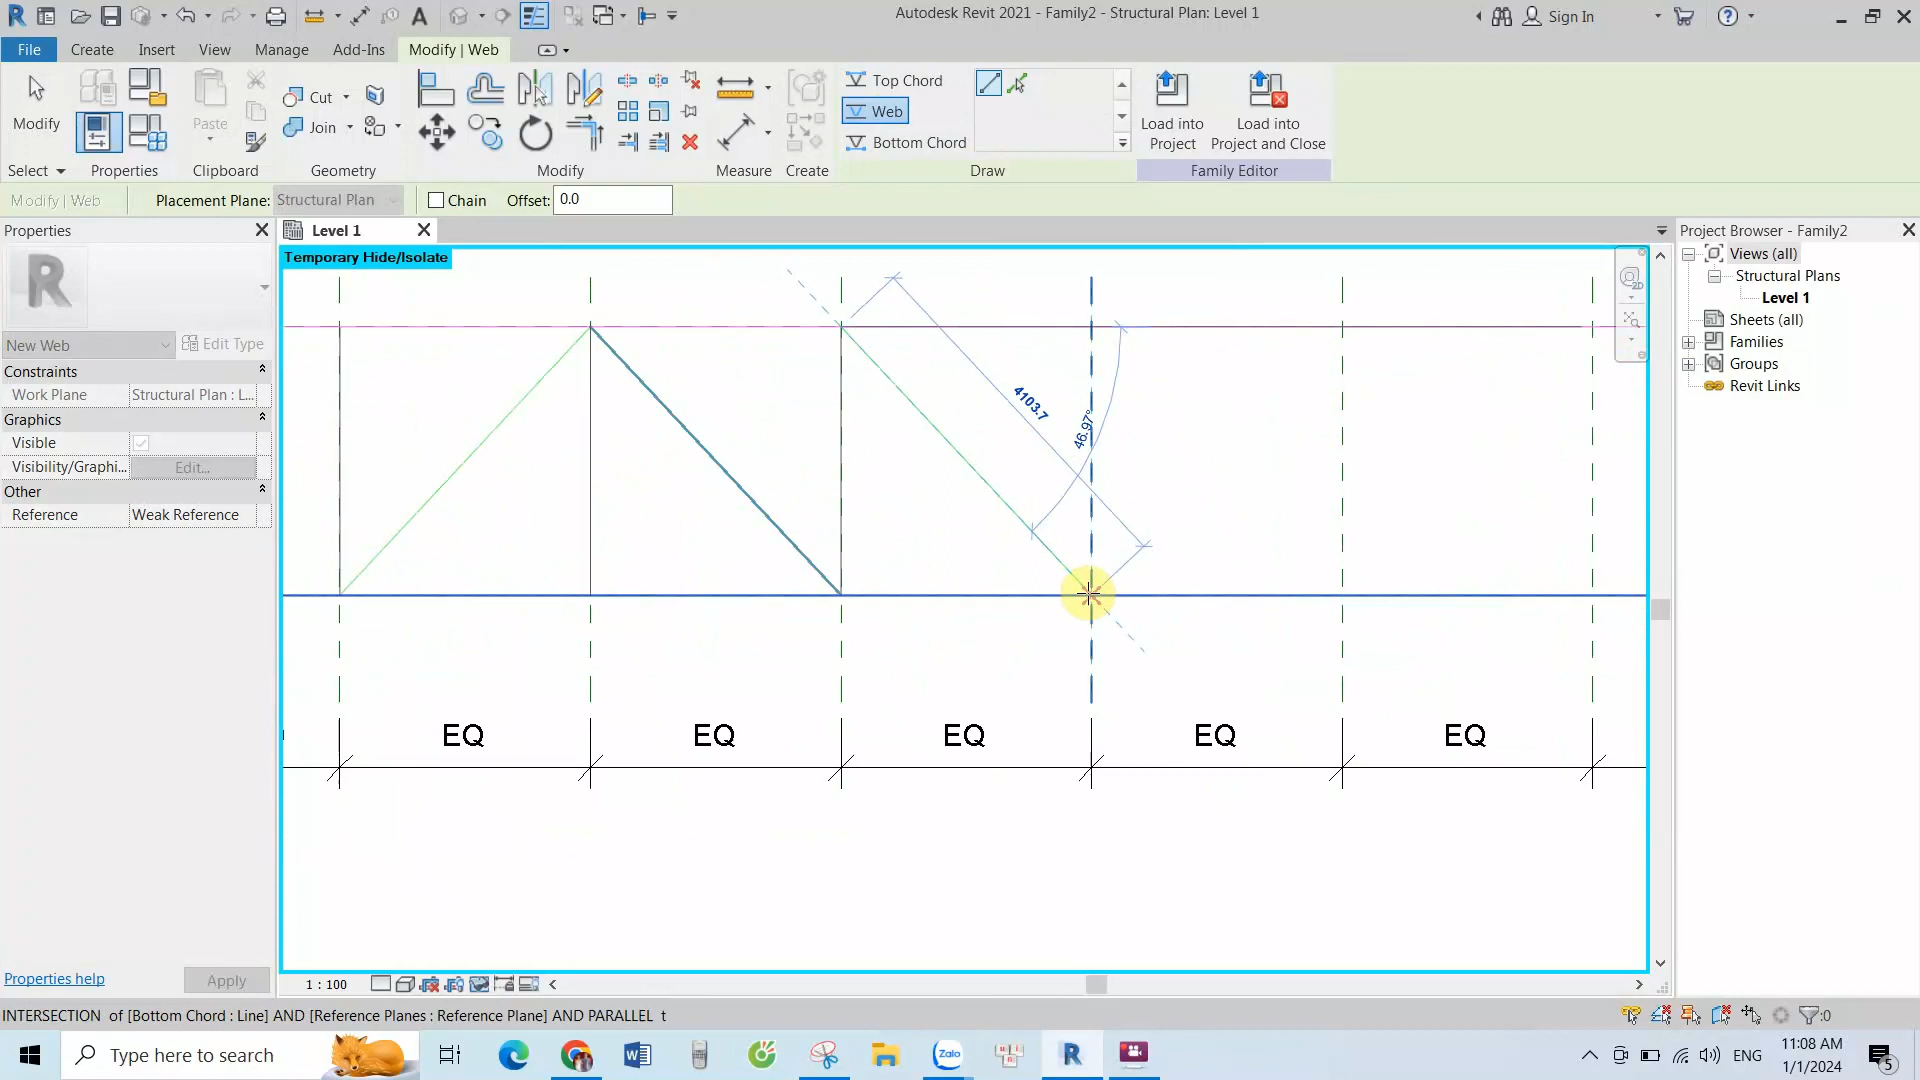 Autodesk Revit 2021 - Family2 - Structural Plan: Level 1
Sign In
File
Create
Insert
View
Manage
Add-Ins
Modify | Web
Modify
Select
Properties
Paste
Clipboard
Cut
Join
Geometry
Modify
Measure
Create
Top Chord
Web
Bottom Chord
Draw
Load into
Project
Load into
Project and Close
Family Editor
Modify | Web
Placement Plane:
Structural Plan
Chain
Offset:
0.0
Properties
R
New Web
Edit Type
Constraints
Work Plane
Structural Plan : L...
Graphics
Visible
Visibility/Graphi...
Edit...
Other
Reference
Weak Reference
Properties help
Apply
Level 1
Temporary Hide/Isolate
4103.7
46.97°
EQ
EQ
EQ
EQ
EQ
2D
1 : 100
Project Browser - Family2
Views (all)
Structural Plans
Level 1
Sheets (all)
Families
Groups
Revit Links
INTERSECTION of [Bottom Chord : Line] AND [Reference Planes : Reference Plane] AND PARALLEL t
:0
Type here to search
Zalo
ENG
11:08 AM
1/1/2024
5